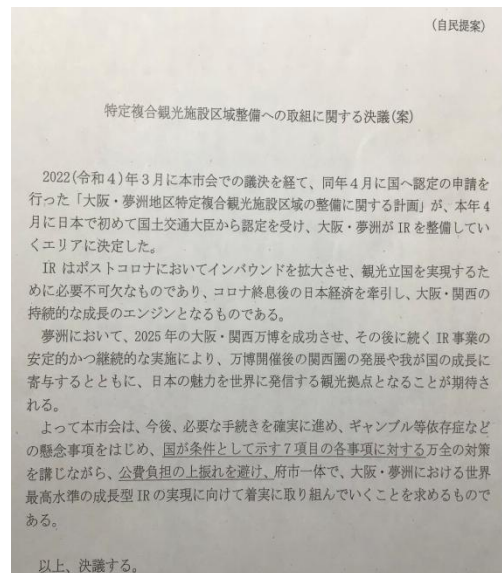 (自民提案)
特定複合観光施設区域整備への取組に関する決議(案)
2022(令和4)年3月に本市会での議決を経て、同年4月に国へ認定の申請を
行った「大阪・夢洲地区特定複合観光施設区域の整備に関する計画」が、本年4
月に日本で初めて国土交通大臣から認定を受け、大阪・夢洲が IR を整備してい
くエリアに決定した。
IR はポストコロナにおいてインバウンドを拡大させ、観光立国を実現するた
めに必要不可欠なものであり、コロナ終息後の日本経済を牽引し、大阪・関西の
持続的な成長のエンジンとなるものである。
夢洲において、2025 年の大阪・関西万博を成功させ、その後に続く IR 事業の
安定的かつ継続的な実施により、万博開催後の関西圏の発展や我が国の成長に
寄与するとともに、日本の魅力を世界に発信する観光拠点となることが期待さ
れる。
よって本市会は、今後、必要な手続きを確実に進め、ギャンブル等依存症など
の懸念事項をはじめ、国が条件として示す7項目の各事項に対する万全の対策
を講じながら、公費負担の上振れを避け、府市一体で、大阪・夢洲における世界
最高水準の成長型 IR の実現に向けて着実に取り組んでいくことを求めるもので
ある。
以上、決議する。